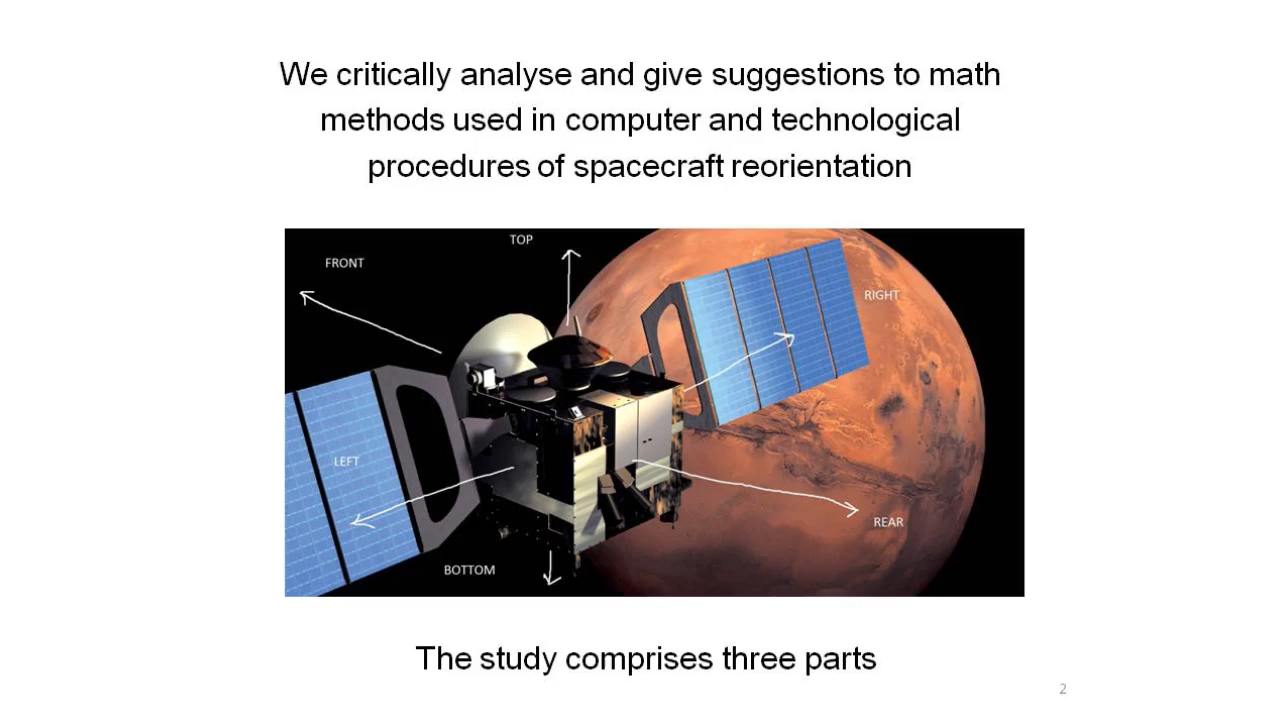 We critically analyse and give suggestions to math
methods used in computer and technological
procedures of spacecraft reorientation
TOP
FRONT
RIGHT
LEFT
REAR
BOTTOM
The study comprises three parts
2